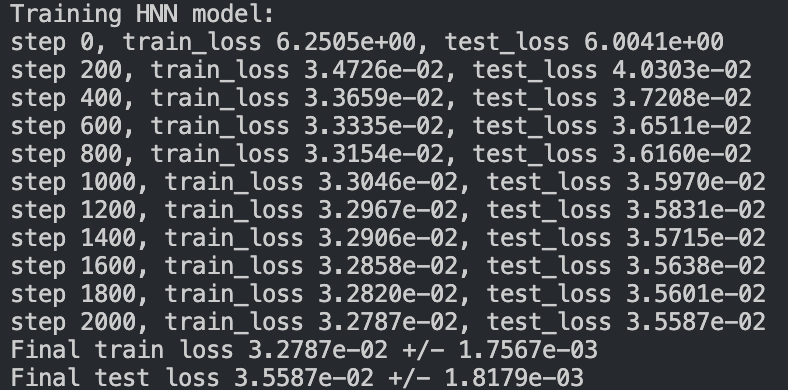 Training HNN model:
step 0, train_loss 6.2505e+00, test_loss 6.0041e+00
step 200, train_loss 3.4726e-02, test_loss 4.0303e-02
step 400, train_loss 3.3659e-02, test_loss 3.7208e-02
step 600, train_loss 3.3335e-02, test_loss 3.6511e-02
step 800, train_loss 3.3154e-02, test_loss 3.6160e-02
step 1000, train_loss 3.3046e-02, test_loss 3.5970e-02
step 1200, train_loss 3.2967e-02, test_loss 3.5831e-02
step 1400, train_loss 3.2906e-02, test_loss 3.5715e-02
step 1600, train_loss 3.2858e-02, test_loss 3.5638e-02
step 1800, train_loss 3.2820e-02, test_loss 3.5601e-02
step 2000, train_loss 3.2787e-02, test_loss 3.5587e-02
Final train loss 3.2787e-02 +/- 1.7567e-03
Final test loss 3.5587e-02 +/- 1.8179e-03